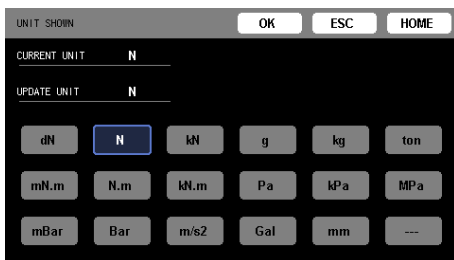 UNIT SHOWN OK ESC HOME
CURRENT UNIT N
UPDATE UNIT N
dN N kN g kg ton
mN.m N.m kN.m Pa kPa MPa
mBar Bar m/s2 Gal mm ---